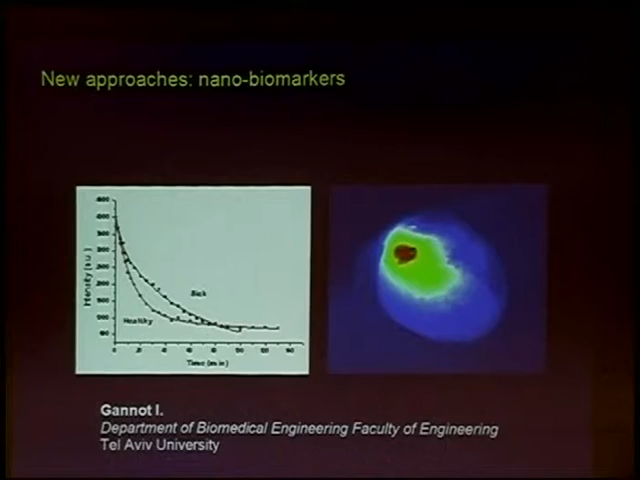 New approaches: nano-biomarkers
Intensity (a.u.)
Sick
Healthy
Time (min)
Gannot I.
Department of Biomedical Engineering Faculty of Engineering
Tel Aviv University